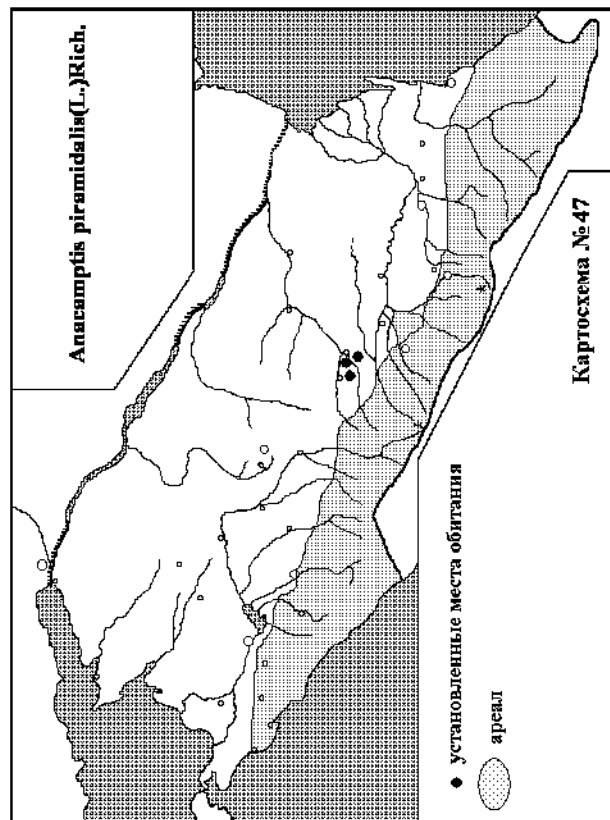 Anacamptis piramidalis(L.)Rich.
Картосхема №47
установленные места обитания
ареал